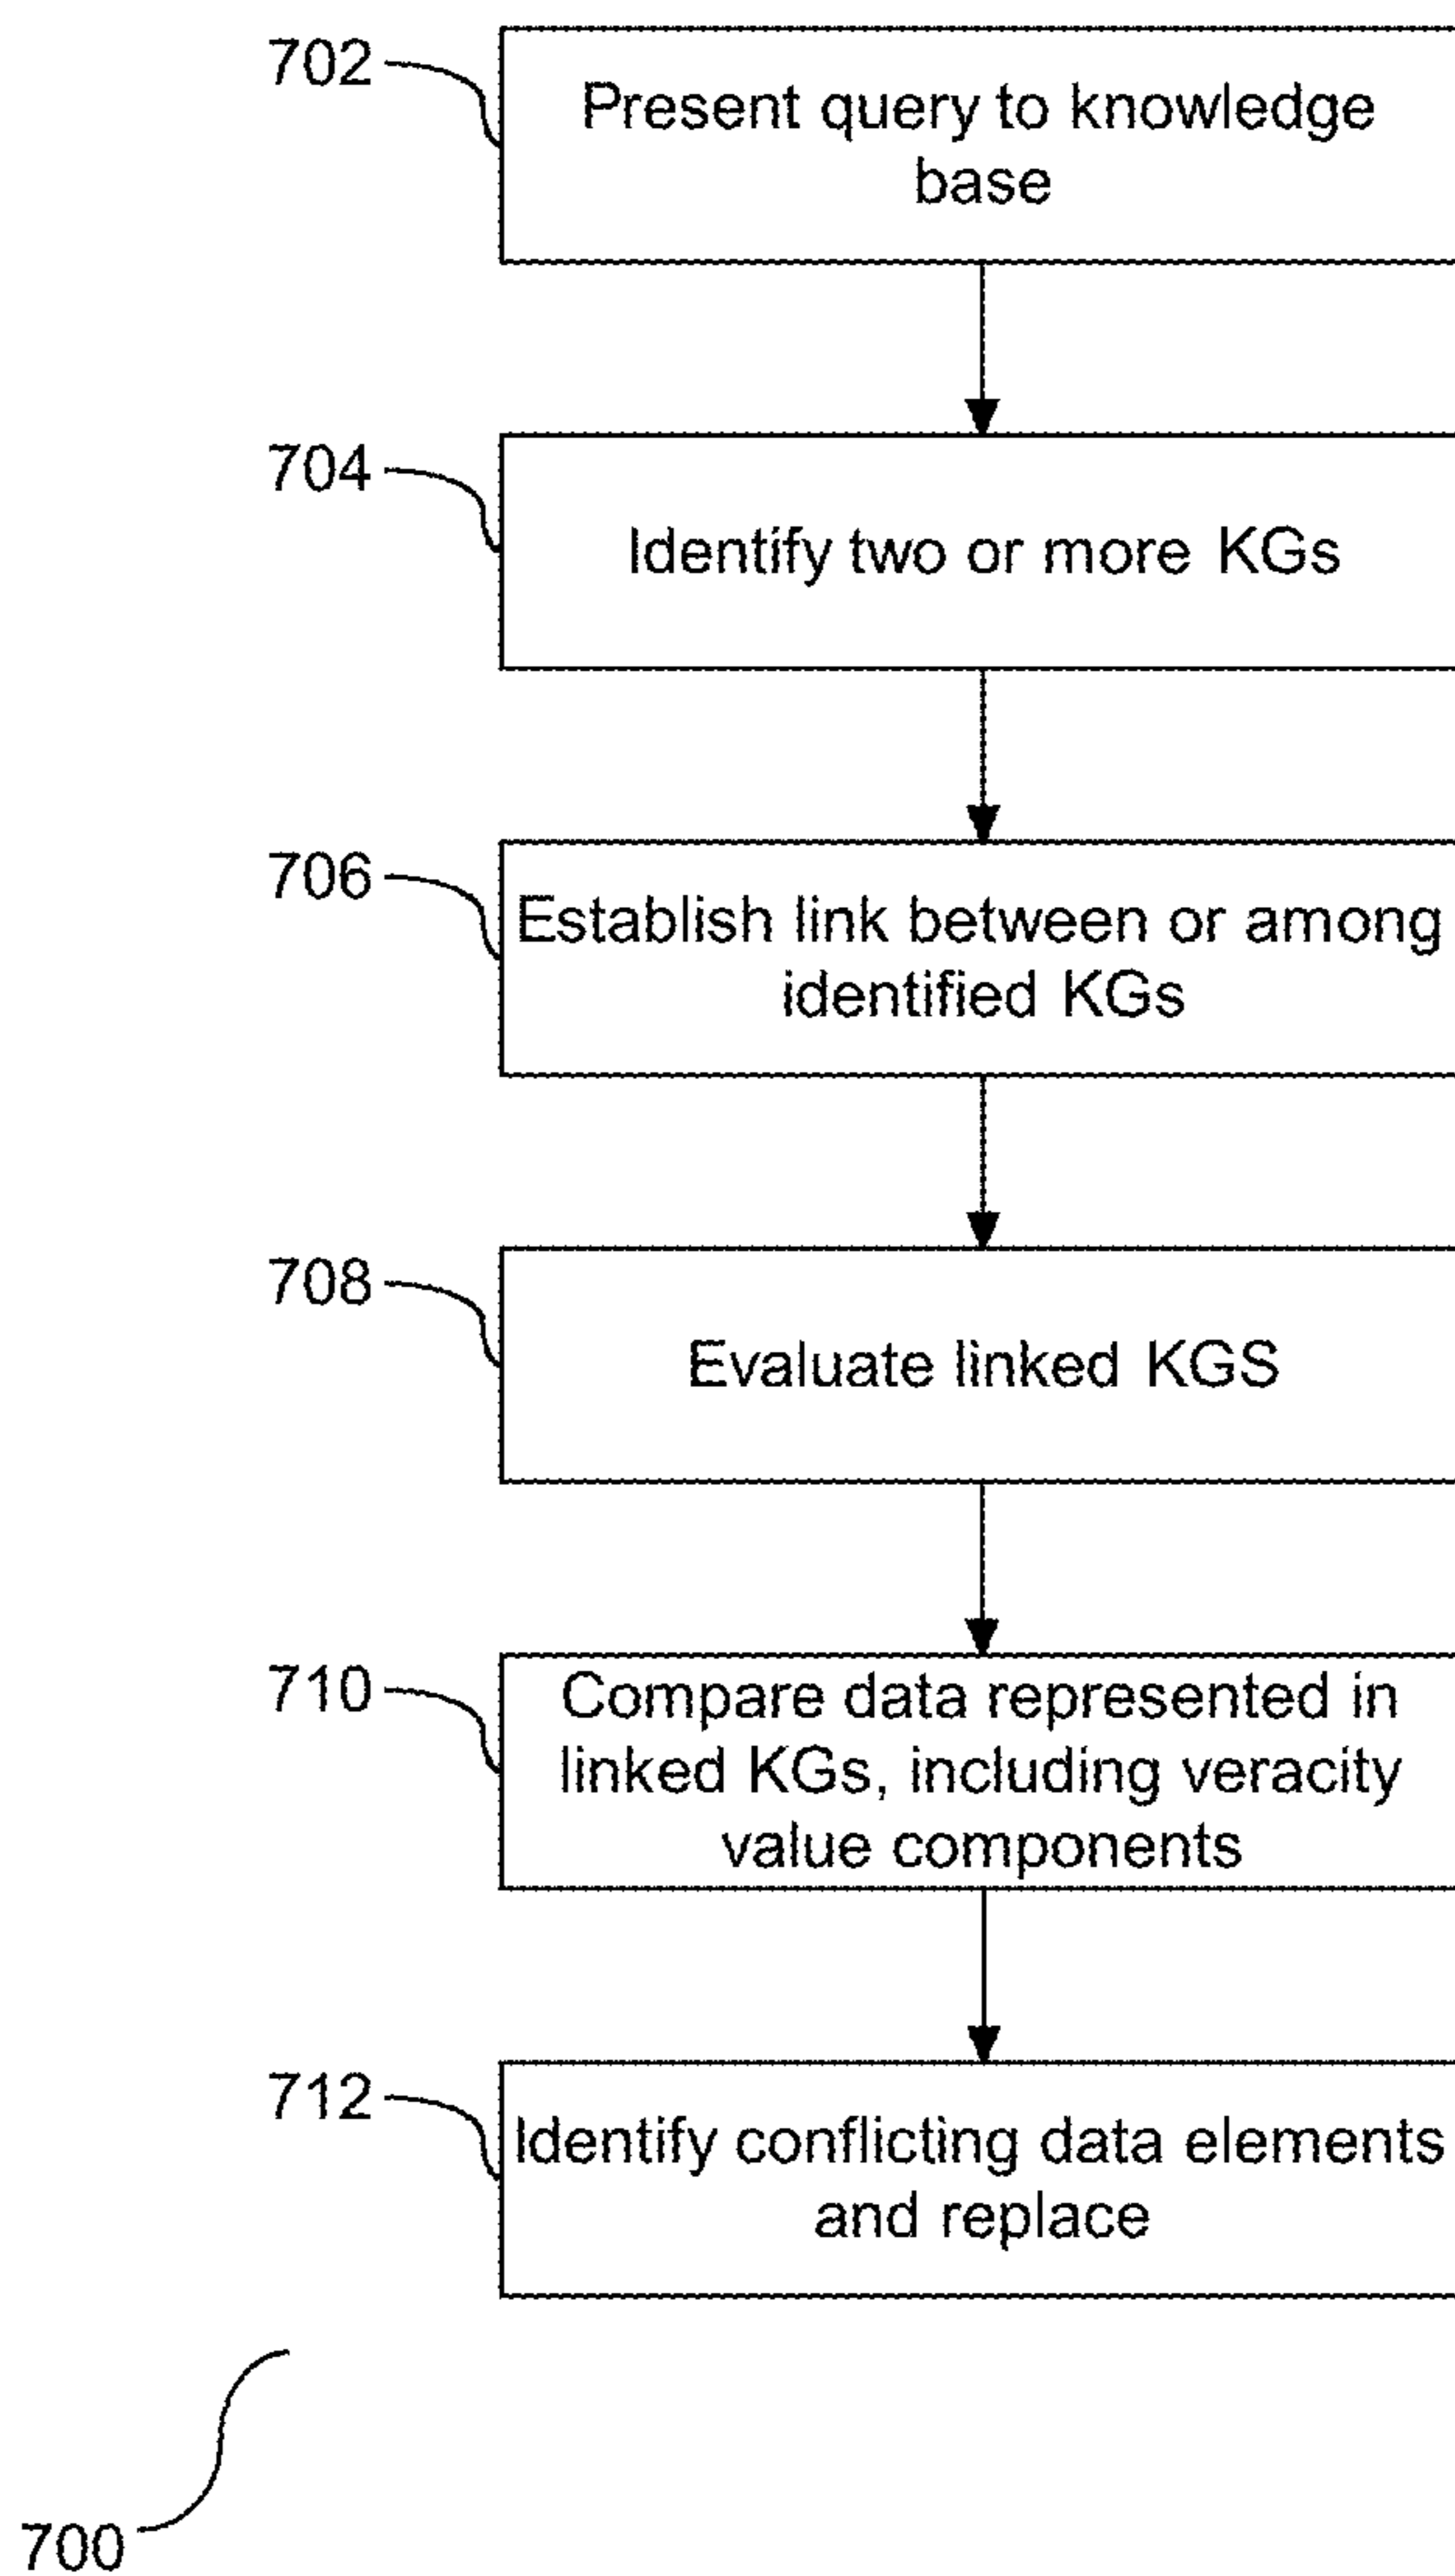 702
Present query to knowledge
base
704
Identify two or more KGs
706
Establish link between or among
identified KGs
708
Evaluate linked KGS
710
Compare data represented in
linked KGs, including veracity
value components
712
Identify conflicting data elements
and replace
700